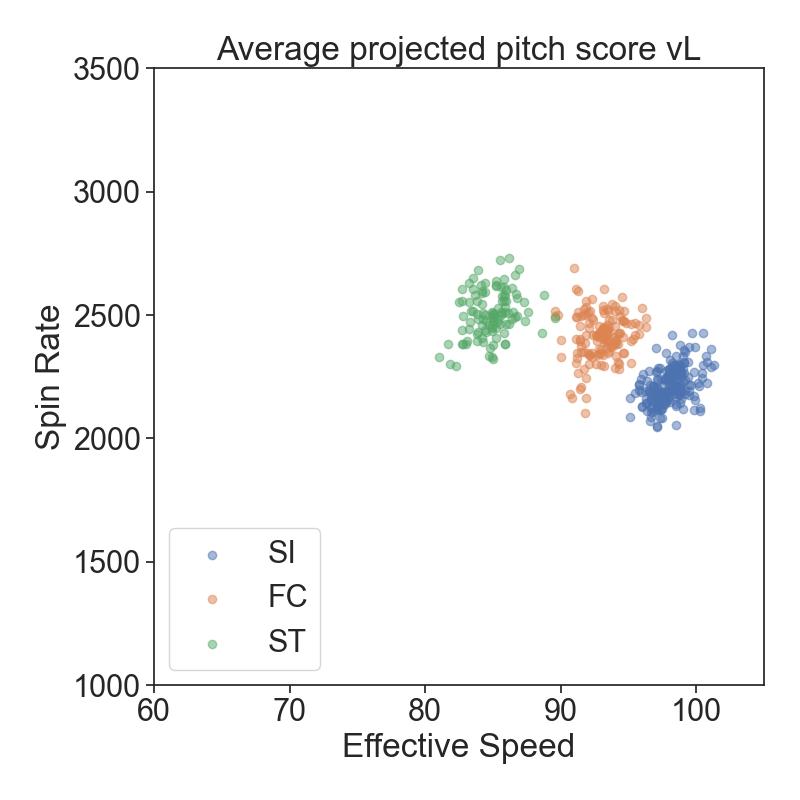 Average projected pitch score vL
3500
3000
2500
2000
1500
1000
Spin Rate
SI
FC
ST
60 70 80 90 100
Effective Speed